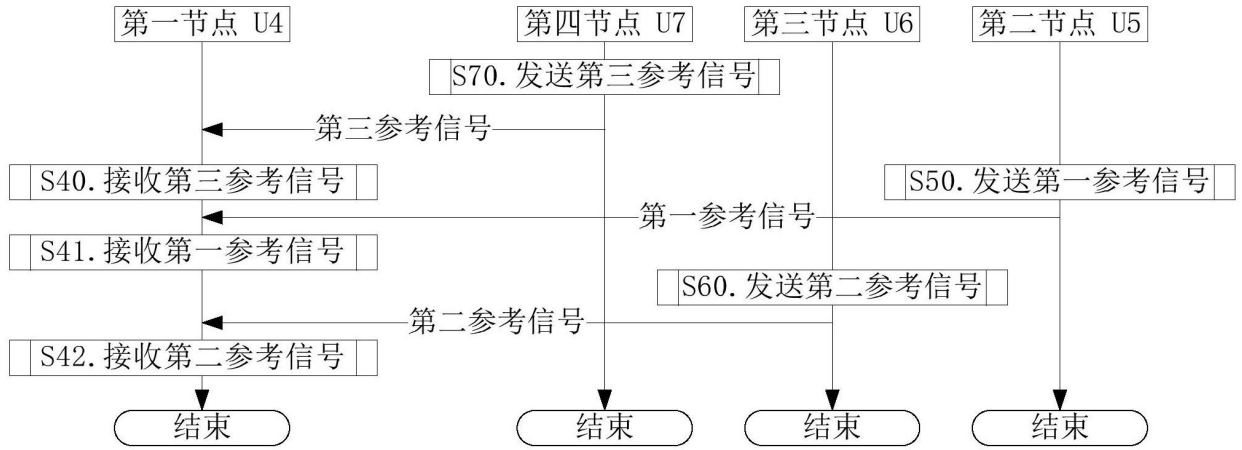 第一节点 U4
第四节点 U7
第三节点 U6
第二节点 U5
S70.发送第三参考信号
第三参考信号
S40.接收第三参考信号
S50.发送第一参考信号
第一参考信号
S41.接收第一参考信号
S60.发送第二参考信号
第二参考信号
S42.接收第二参考信号
结束
结束
结束
结束